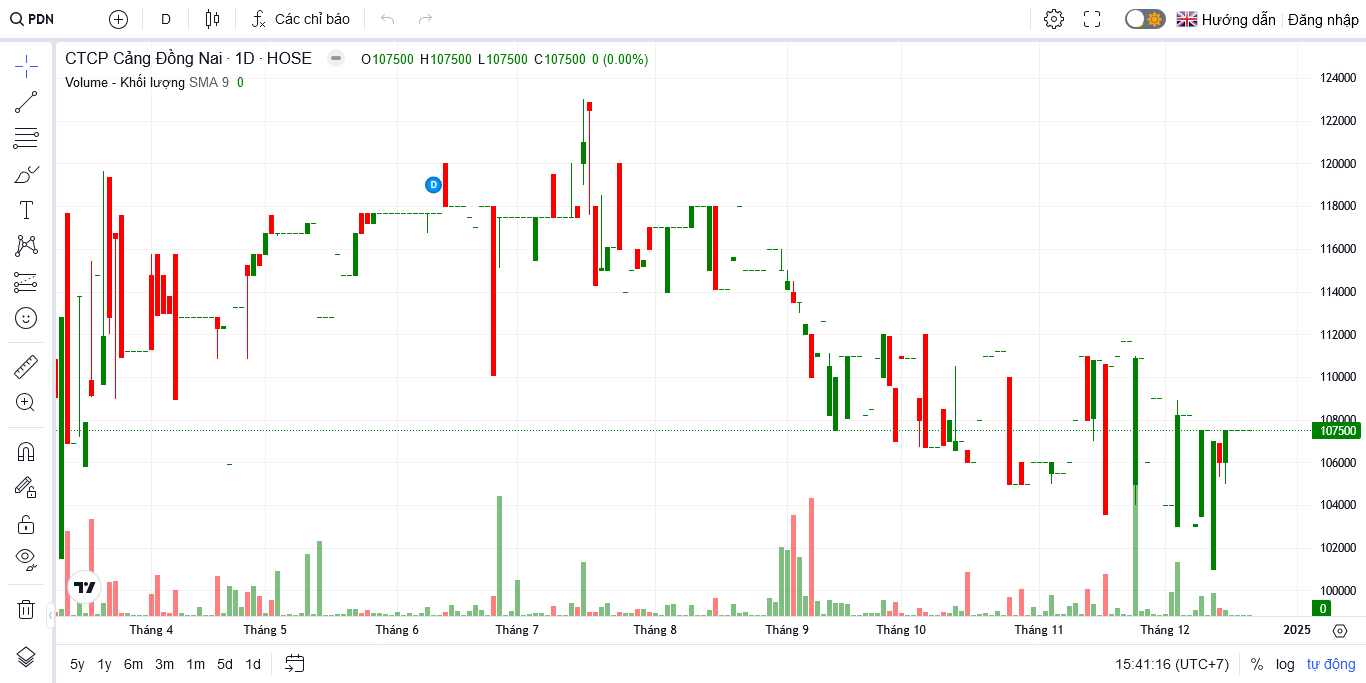 PDN D Các chỉ báo Hướng dẫn Đăng nhập
CTCP Cảng Đồng Nai · 1D · HOSE O107500 H107500 L107500 C107500 0 (0.00%)
Volume - Khối lượng SMA 9 0
124000
122000
120000
D
118000
116000
114000
112000
110000
108000
107500
106000
104000
102000
100000
0
Tháng 4 Tháng 5 Tháng 6 Tháng 7 Tháng 8 Tháng 9 Tháng 10 Tháng 11 Tháng 12 2025
5y 1y 6m 3m 1m 5d 1d 15:41:16 (UTC+7) % log tự động